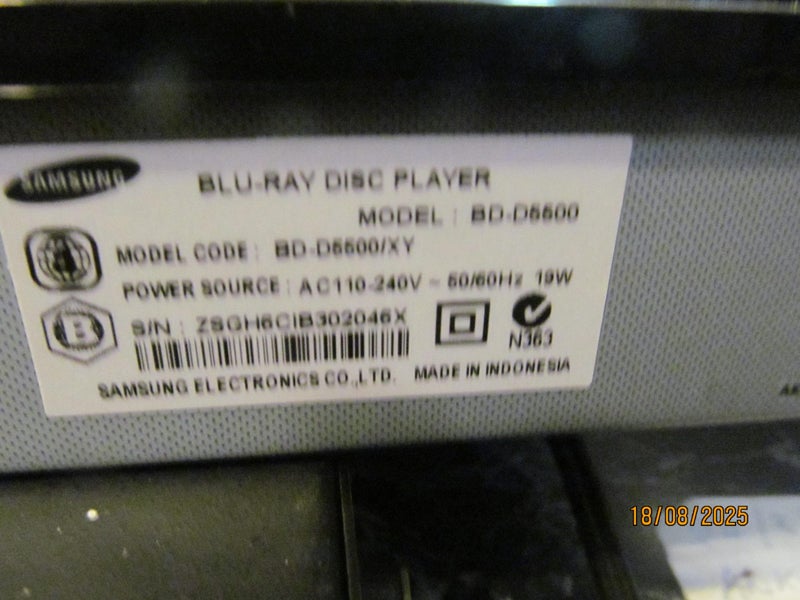 SAMSUNG
BLU-RAY DISC PLAYER
MODEL : BD-D5500
MODEL CODE : BD-D5500/XY
POWER SOURCE : AC110-240V ~ 50/60Hz 19W
B
S/N : ZSGH6CIB302046X
N363
SAMSUNG ELECTRONICS CO.,LTD. MADE IN INDONESIA
18/08/2025